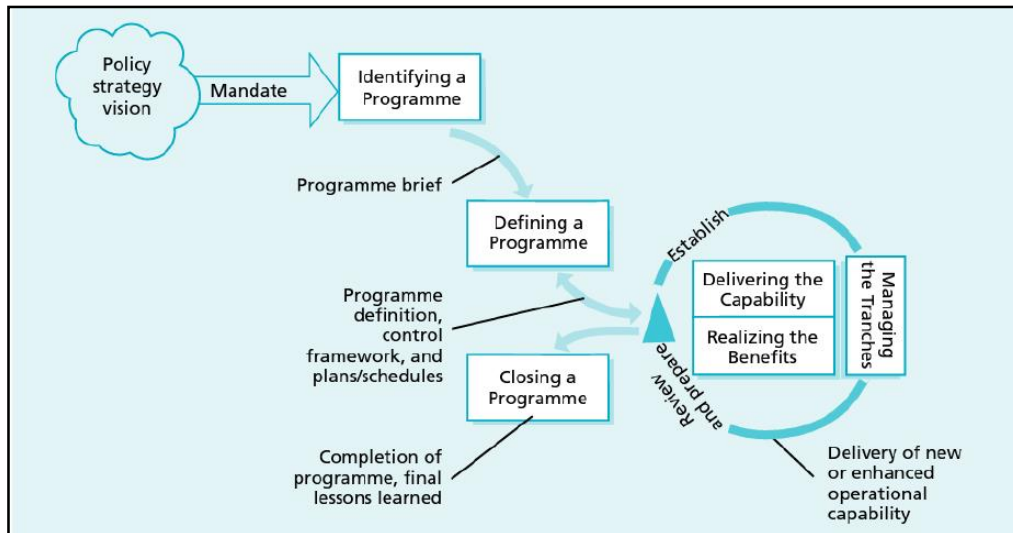 Policy
strategy
vision
Mandate
Identifying a
Programme
Programme brief
Defining a
Programme
Programme
definition,
control
framework, and
plans/schedules
Closing a
Programme
Completion of
programme, final
lessons learned
Establish
Delivering the
Capability
Realizing the
Benefits
Managing
the Tranches
Review
and prepare
Delivery of new
or enhanced
operational
capability